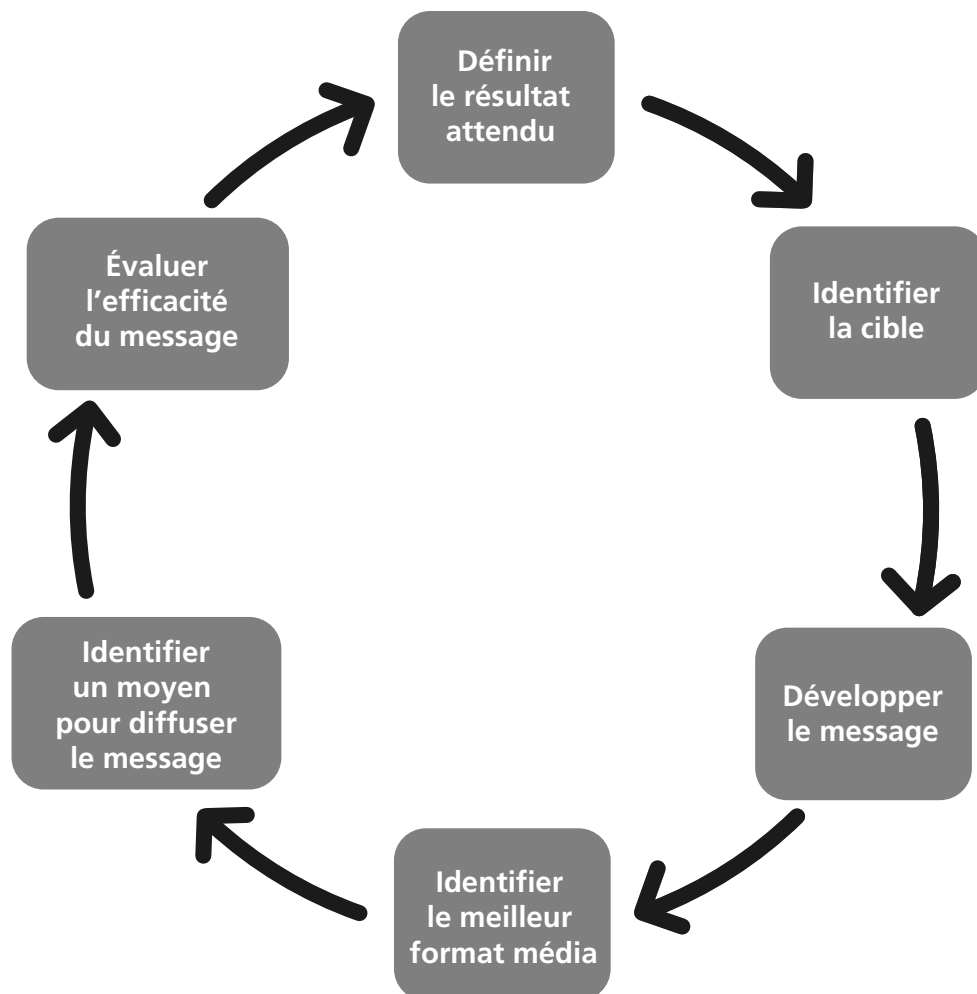 Définir
le résultat
attendu
Identifier
la cible
Développer
le message
Identifier
le meilleur
format média
Identifier
un moyen
pour diffuser
le message
Évaluer
l’efficacité
du message